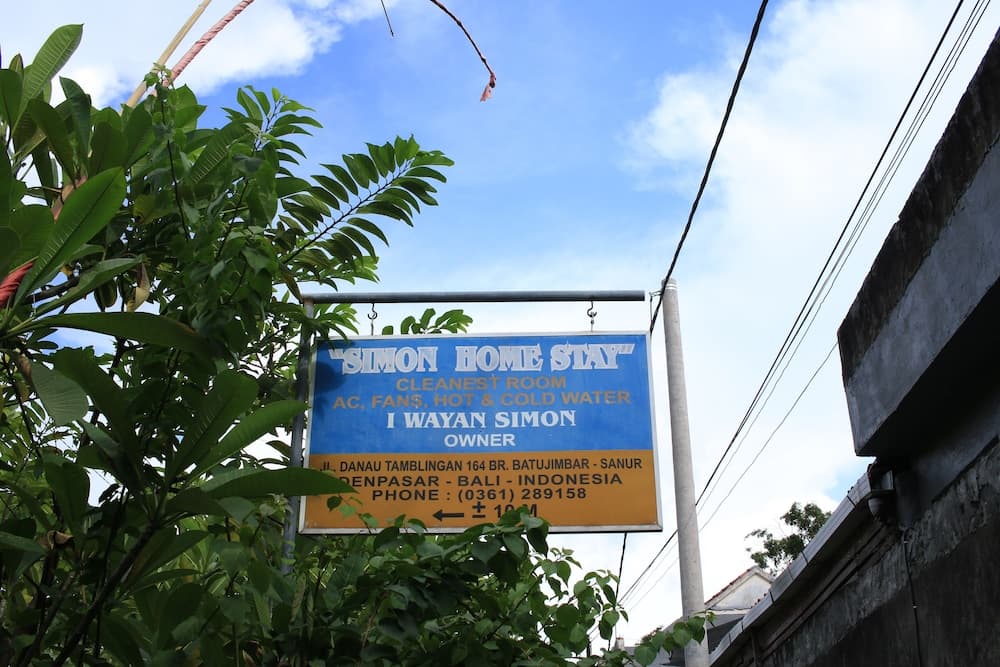 "SIMON HOME STAY"
CLEANEST ROOM
AC, FANS, HOT & COLD WATER
I WAYAN SIMON
OWNER
JL. DANAU TAMBLINGAN 164 BR. BATUJIMBAR - SANUR
DENPASAR - BALI - INDONESIA
PHONE : (0361) 289158
← ± 10 M